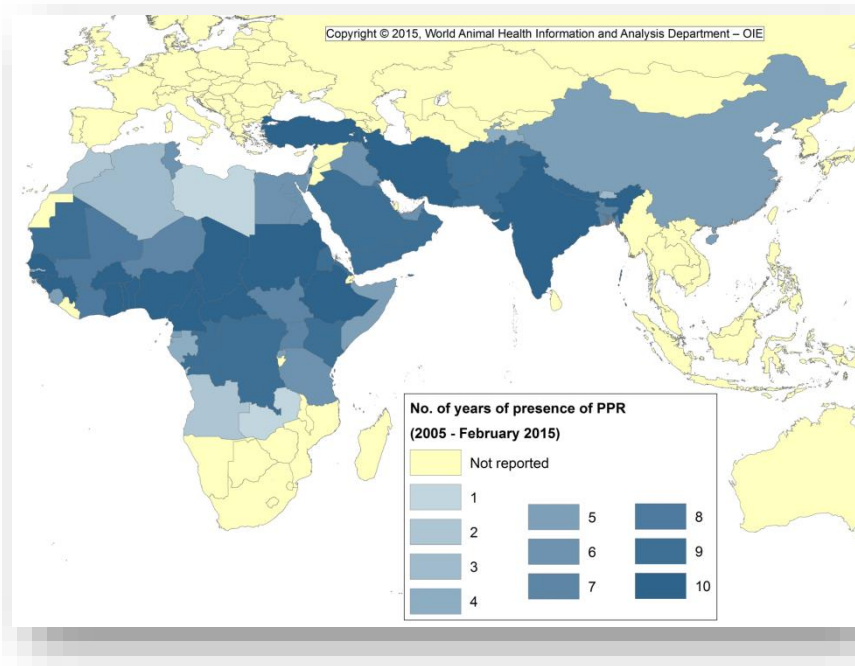 Copyright © 2015, World Animal Health Information and Analysis Department – OIE
No. of years of presence of PPR
(2005 - February 2015)
Not reported
1
2
3
4
5
6
7
8
9
10